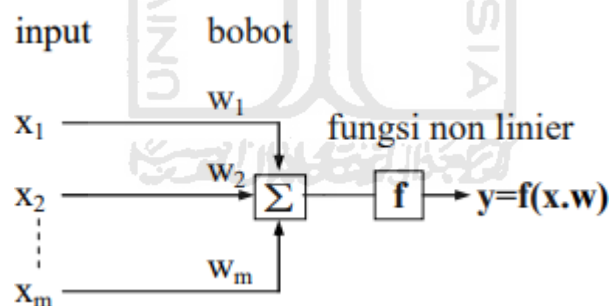 input bobot
w₁
x₁
fungsi non linier
w₂
x₂ Σ f y=f(x.w)
wₘ
xₘ